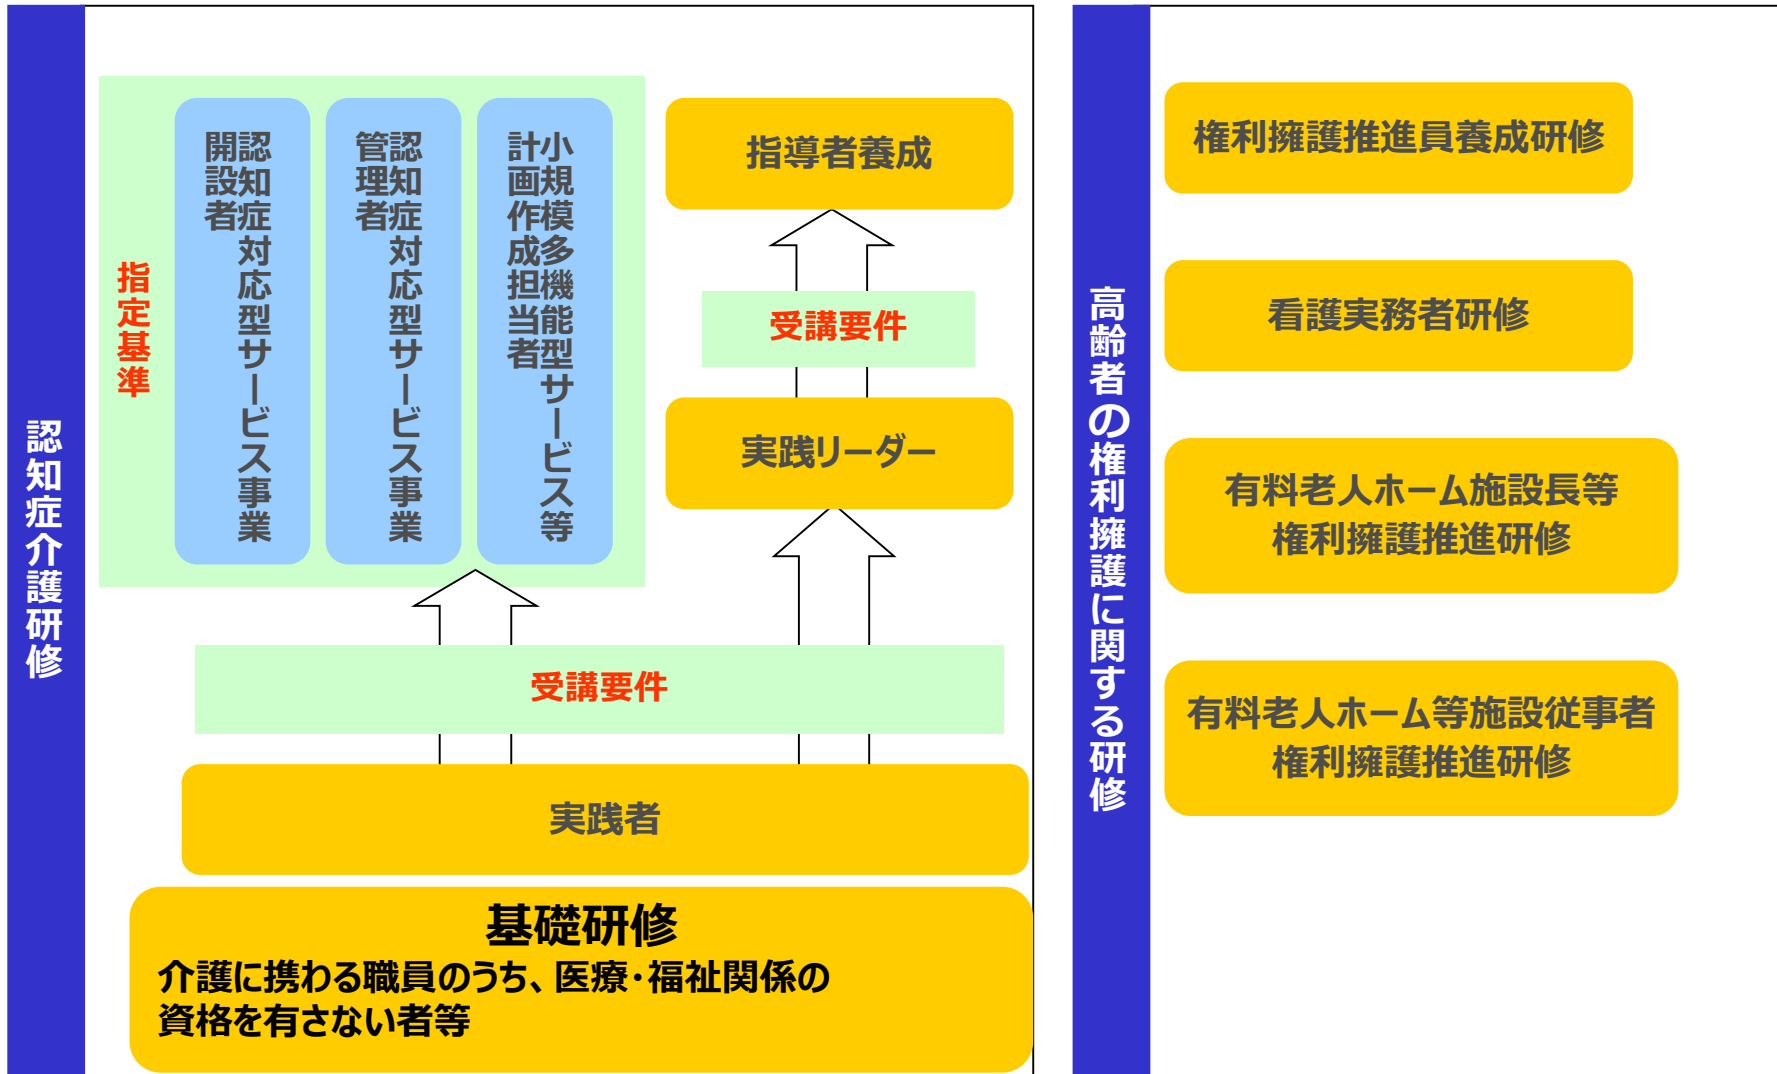 認知症介護研修
指定基準
認知症対応型サービス事業
開設者
認知症対応型サービス事業
管理者
小規模多機能型サービス等
計画作成担当者
指導者養成
受講要件
実践リーダー
受講要件
実践者
基礎研修
介護に携わる職員のうち、医療・福祉関係の
資格を有さない者等
高齢者の権利擁護に関する研修
権利擁護推進員養成研修
看護実務者研修
有料老人ホーム施設長等
権利擁護推進研修
有料老人ホーム等施設従事者
権利擁護推進研修